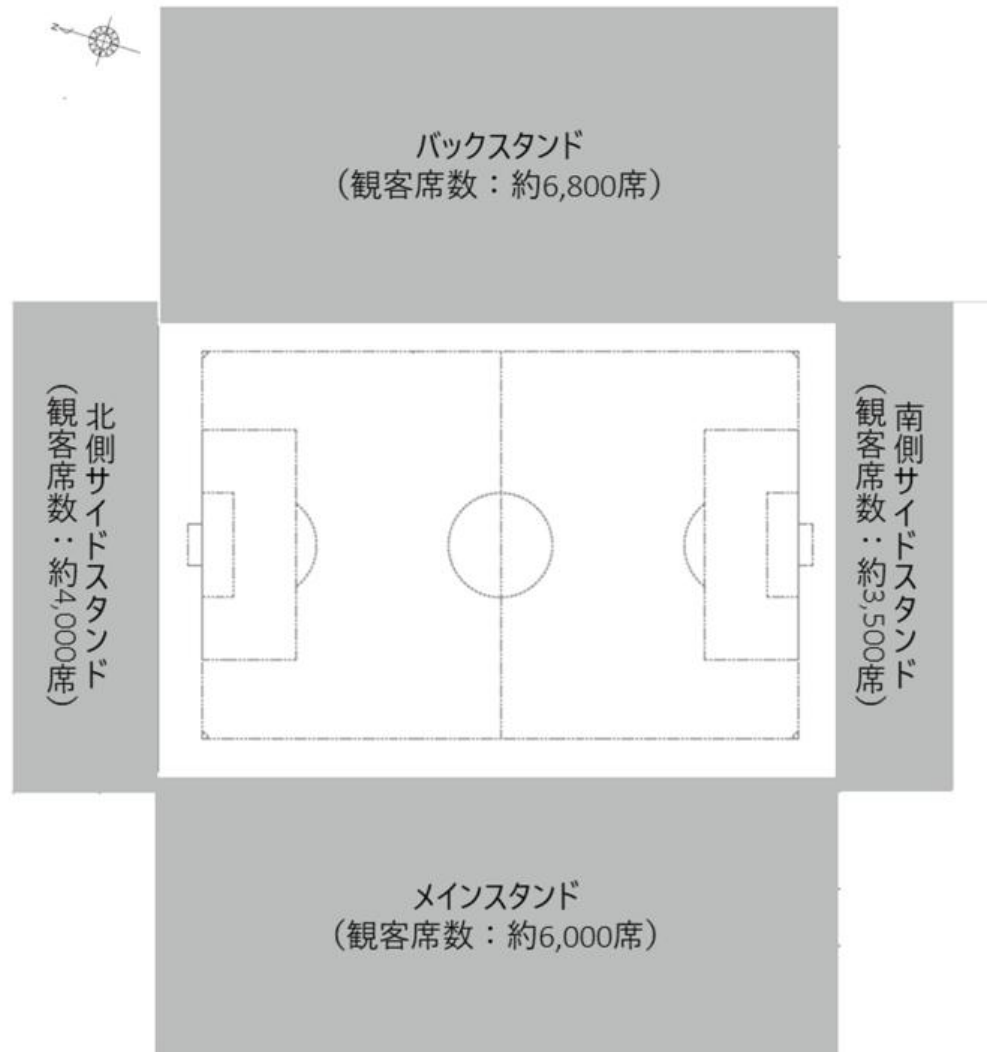 N
バックスタンド
（観客席数：約6,800席）
北側サイドスタンド
（観客席数：約4,000席）
南側サイドスタンド
（観客席数：約3,500席）
メインスタンド
（観客席数：約6,000席）